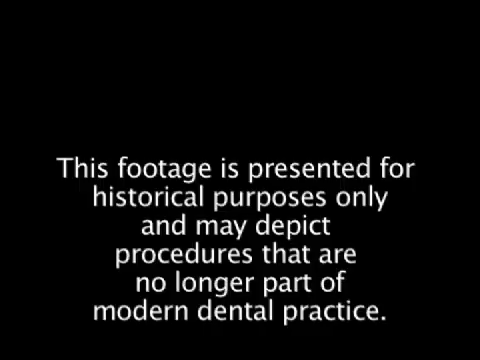 This footage is presented for
historical purposes only
and may depict
procedures that are
no longer part of
modern dental practice.